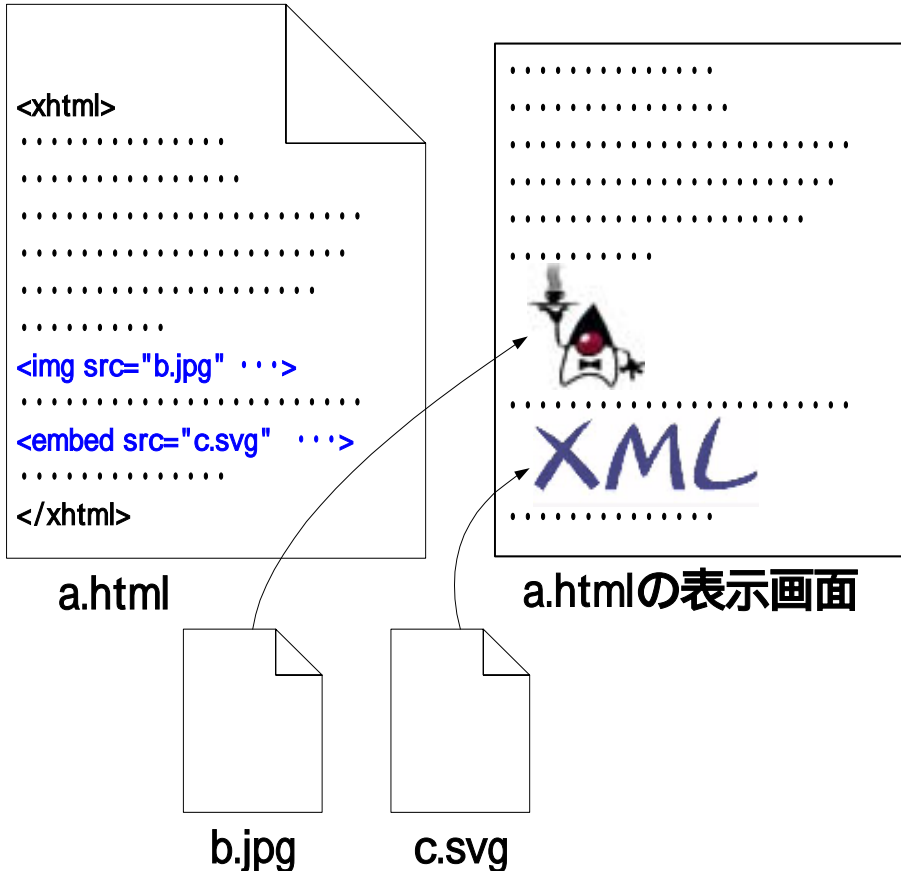 <xhtml>
･･････････････
･･･････････････
･･･････････････････････
･･････････････････････
････････････････････
･･････････
<img src="b.jpg" ･･･>
･･･････････････････････
<embed src="c.svg" ･･･>
･･････････････
</xhtml>
a.html
･･････････････
･･･････････････
･･･････････････････････
･･････････････････････
････････････････････
･･････････
･･･････････････････････
XML
･･････････････
a.htmlの表示画面
b.jpg
c.svg